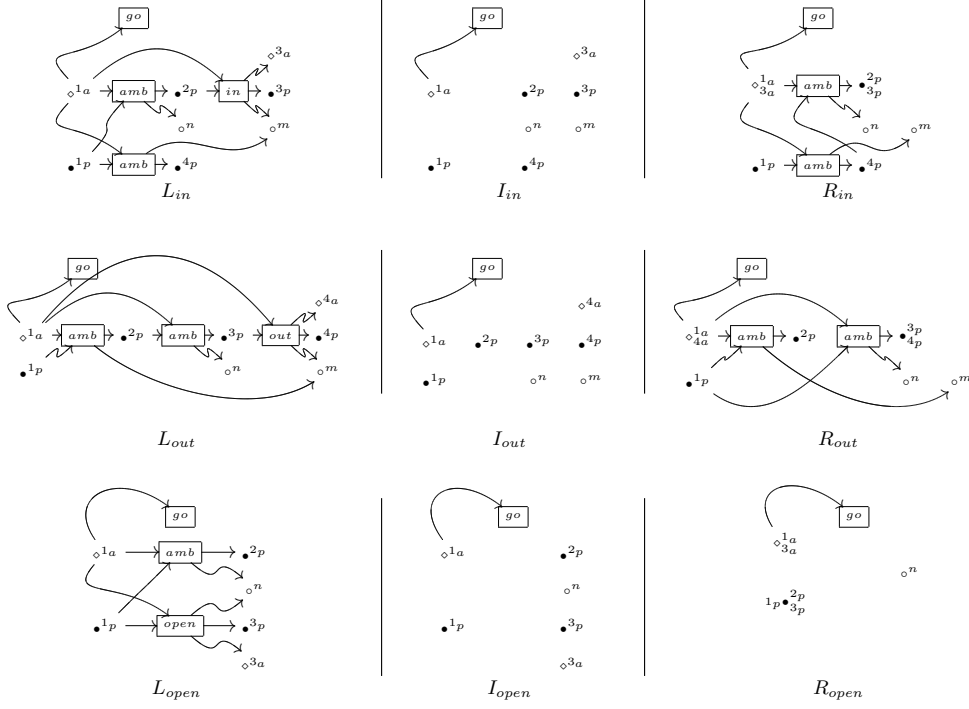 go go go
◇3a ◇3a
◇1a amb •2p in •3p ◇1a •2p •3p ◇1a 3a amb •2p 3p
○n ○m ○n ○m ○n ○m
•1p amb •4p •1p •4p •1p amb •4p
L_in I_in R_in
go go go
◇4a ◇4a
◇1a amb •2p amb •3p out •4p ◇1a •2p •3p •4p ◇1a 4a amb •2p amb •3p 4p
•1p ○n ○m •1p ○n ○m •1p ○n ○m
L_out I_out R_out
go go go
◇1a amb •2p ◇1a •2p ◇1a 3a
○n ○n ○n
•1p open •3p •1p •3p 1p•2p 3p
◇3a ◇3a
L_open I_open R_open